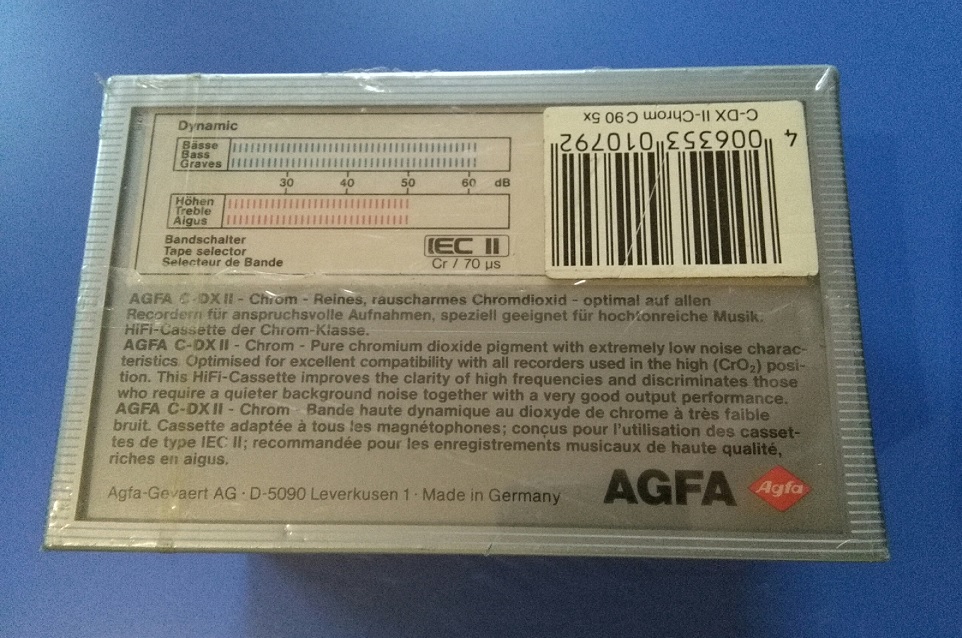 Dynamic
Bässe
Bass
Graves
30 40 50 60 dB
Höhen
Treble
Aigus
Bandschalter
Tape selector
Selecteur de Bande
IEC II
Cr / 70 µs
C-DX II-Chrom C 90 5x
4 006353 010792
AGFA C-DX II - Chrom - Reines, rauscharmes Chromdioxid - optimal auf allen
Recordern für anspruchsvolle Aufnahmen, speziell geeignet für hochtonreiche Musik.
HiFi-Cassette der Chrom-Klasse.
AGFA C-DX II - Chrom - Pure chromium dioxide pigment with extremely low noise charac-
teristics. Optimised for excellent compatibility with all recorders used in the high (CrO₂) posi-
tion. This HiFi-Cassette improves the clarity of high frequencies and discriminates those
who require a quieter background noise together with a very good output performance.
AGFA C-DX II - Chrom - Bande haute dynamique au dioxyde de chrome à très faible
bruit. Cassette adaptée à tous les magnétophones; conçus pour l'utilisation des casset-
tes de type IEC II; recommandée pour les enregistrements musicaux de haute qualité,
riches en aigus.
Agfa-Gevaert AG · D-5090 Leverkusen 1 · Made in Germany
AGFA
Agfa